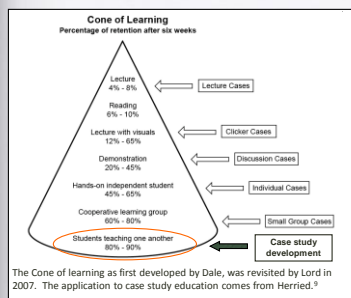 Cone of Learning
Percentage of retention after six weeks
Lecture
4% - 8%
Lecture Cases
Reading
6% - 10%
Lecture with visuals
12% - 65%
Clicker Cases
Demonstration
20% - 45%
Discussion Cases
Hands-on independent student
45% - 65%
Individual Cases
Cooperative learning group
60% - 80%
Small Group Cases
Students teaching one another
80% - 90%
Case study
development
The Cone of learning as first developed by Dale, was revisited by Lord in
2007. The application to case study education comes from Herried.⁹